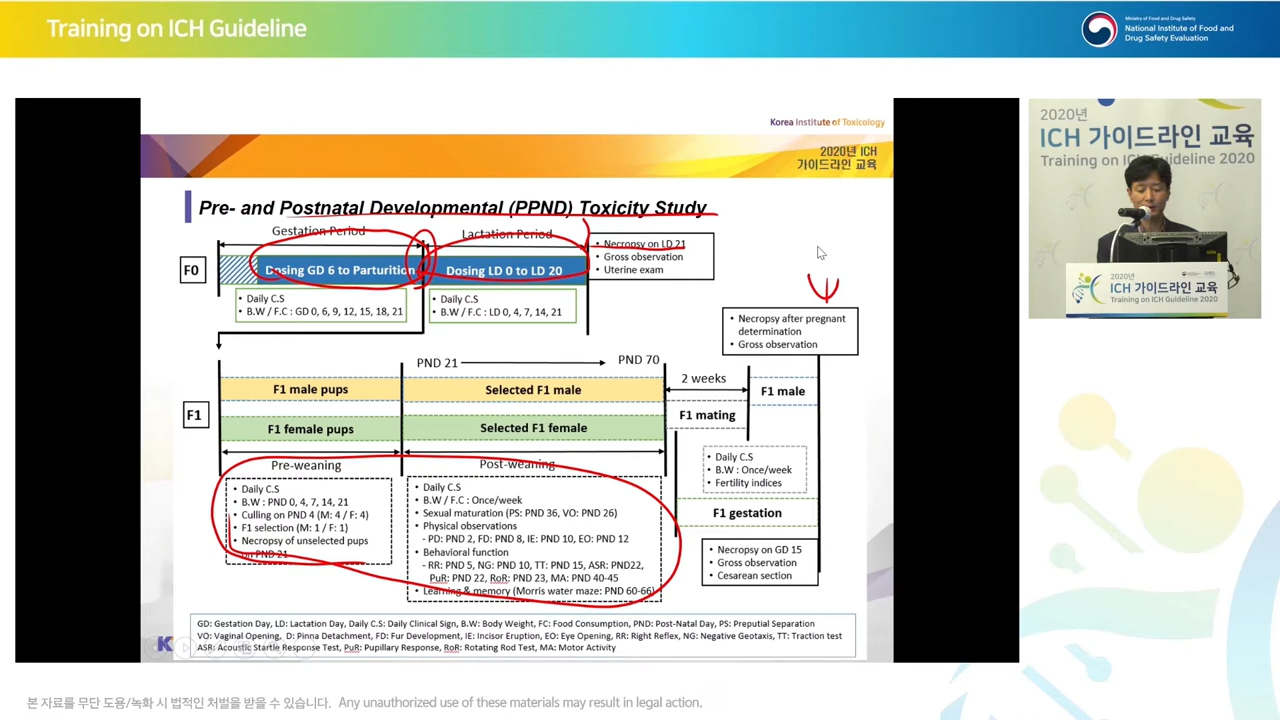 Training on ICH Guideline
Ministry of Food and Drug Safety
National Institute of Food and
Drug Safety Evaluation
Korea Institute of Toxicology
2020년 ICH
가이드라인 교육
Pre- and Postnatal Developmental (PPND) Toxicity Study
Gestation Period
Lactation Period
F0
Dosing GD 6 to Parturition
Dosing LD 0 to LD 20
• Necropsy on LD 21
• Gross observation
• Uterine exam
• Daily C.S
• B.W / F.C : GD 0, 6, 9, 12, 15, 18, 21
• Daily C.S
• B.W / F.C : LD 0, 4, 7, 14, 21
• Necropsy after pregnant
determination
• Gross observation
PND 21
PND 70
F1
F1 male pups
Selected F1 male
F1 female pups
Selected F1 female
2 weeks
F1 mating
F1 male
Pre-weaning
Post-weaning
• Daily C.S
• B.W : PND 0, 4, 7, 14, 21
• Culling on PND 4 (M: 4 / F: 4)
• F1 selection (M: 1 / F: 1)
• Necropsy of unselected pups
on PND 21
• Daily C.S
• B.W / F.C : Once/week
• Sexual maturation (PS: PND 36, VO: PND 26)
• Physical observations
- PD: PND 2, FD: PND 8, IE: PND 10, EO: PND 12
• Behavioral function
- RR: PND 5, NG: PND 10, TT: PND 15, ASR: PND22,
PuR: PND 22, RoR: PND 23, MA: PND 40-45
• Learning & memory (Morris water maze: PND 60-66)
• Daily C.S
• B.W : Once/week
• Fertility indices
F1 gestation
• Necropsy on GD 15
• Gross observation
• Cesarean section
GD: Gestation Day, LD: Lactation Day, Daily C.S: Daily Clinical Sign, B.W: Body Weight, FC: Food Consumption, PND: Post-Natal Day, PS: Preputial Separation
VO: Vaginal Opening, D: Pinna Detachment, FD: Fur Development, IE: Incisor Eruption, EO: Eye Opening, RR: Right Reflex, NG: Negative Geotaxis, TT: Traction test
ASR: Acoustic Startle Response Test, PuR: Pupillary Response, RoR: Rotating Rod Test, MA: Motor Activity
K
2020년
ICH 가이드라인 교육
Training on ICH Guideline 2020
2020년
ICH 가이드라인 교육
Training on ICH Guideline 2020
본 자료를 무단 도용/녹화 시 법적인 처벌을 받을 수 있습니다. Any unauthorized use of these materials may result in legal action.